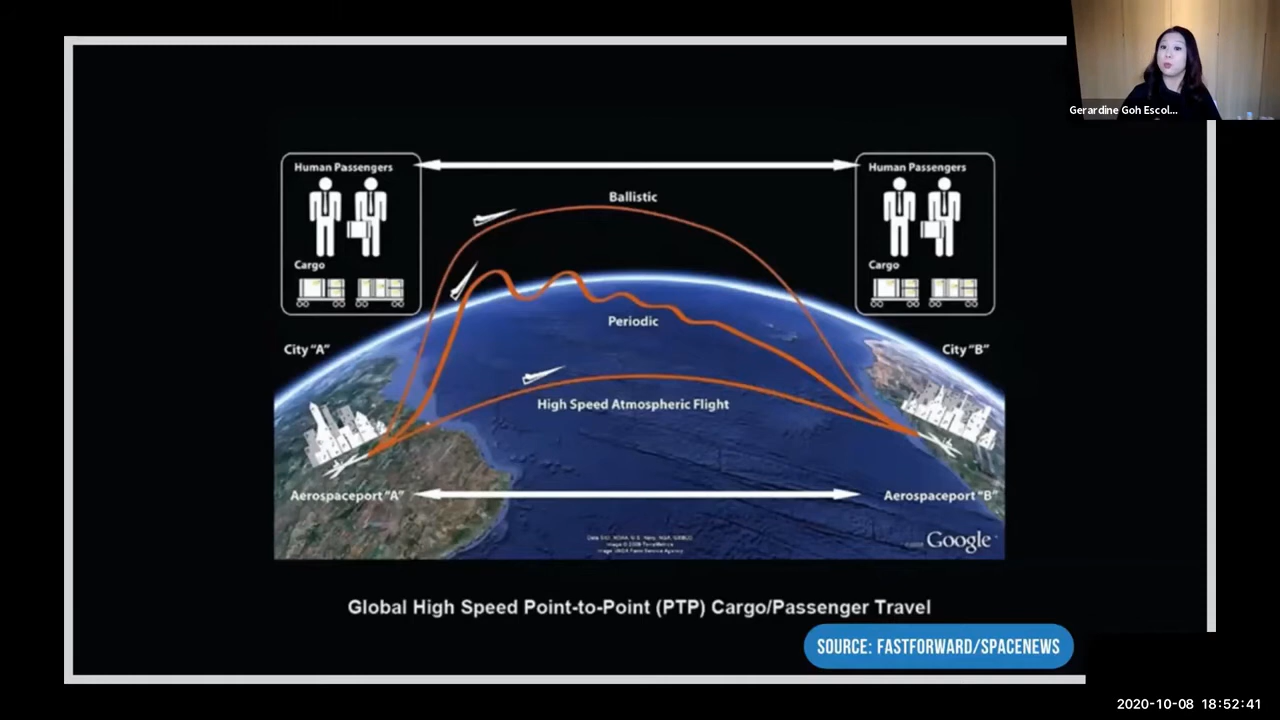 Gerardine Goh Escol...
Human Passengers
Human Passengers
Ballistic
Cargo
Cargo
Periodic
City “A”
City “B”
High Speed Atmospheric Flight
Aerospaceport “A”
Aerospaceport “B”
Google
Global High Speed Point-to-Point (PTP) Cargo/Passenger Travel
SOURCE: FASTFORWARD/SPACENEWS
2020-10-08 18:52:41